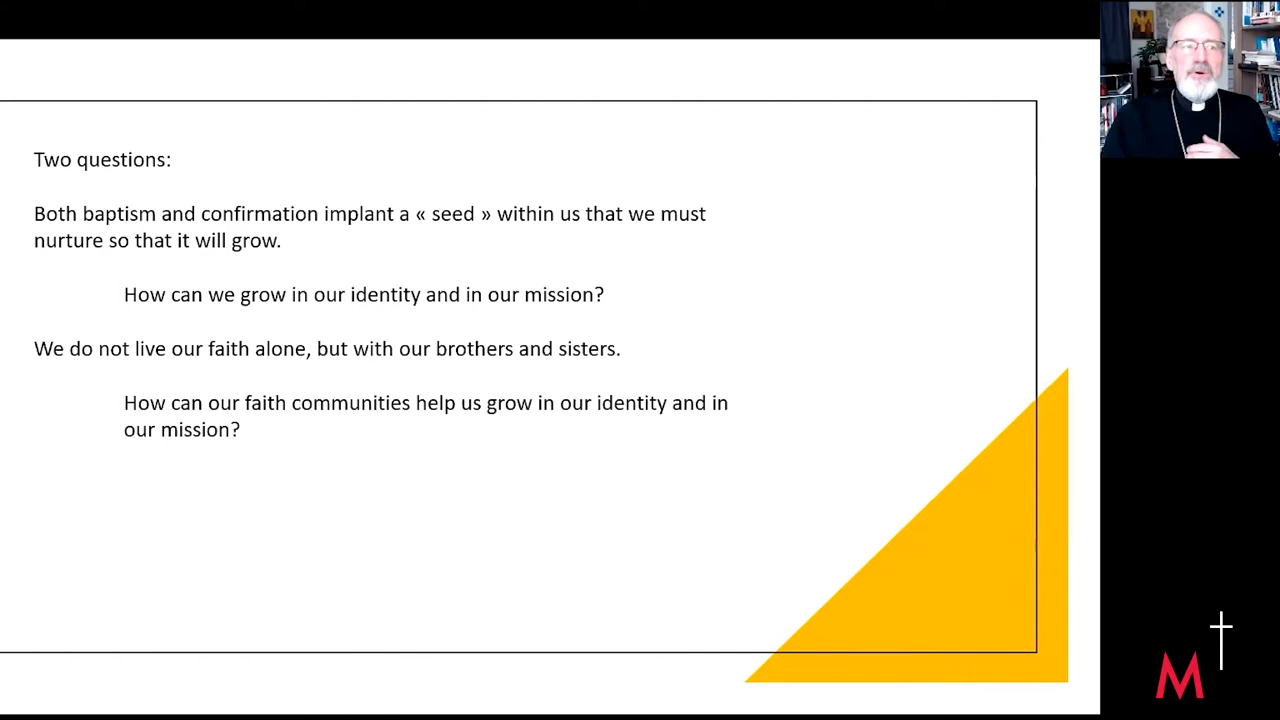 Two questions:
Both baptism and confirmation implant a « seed » within us that we must
nurture so that it will grow.
How can we grow in our identity and in our mission?
We do not live our faith alone, but with our brothers and sisters.
How can our faith communities help us grow in our identity and in
our mission?
M